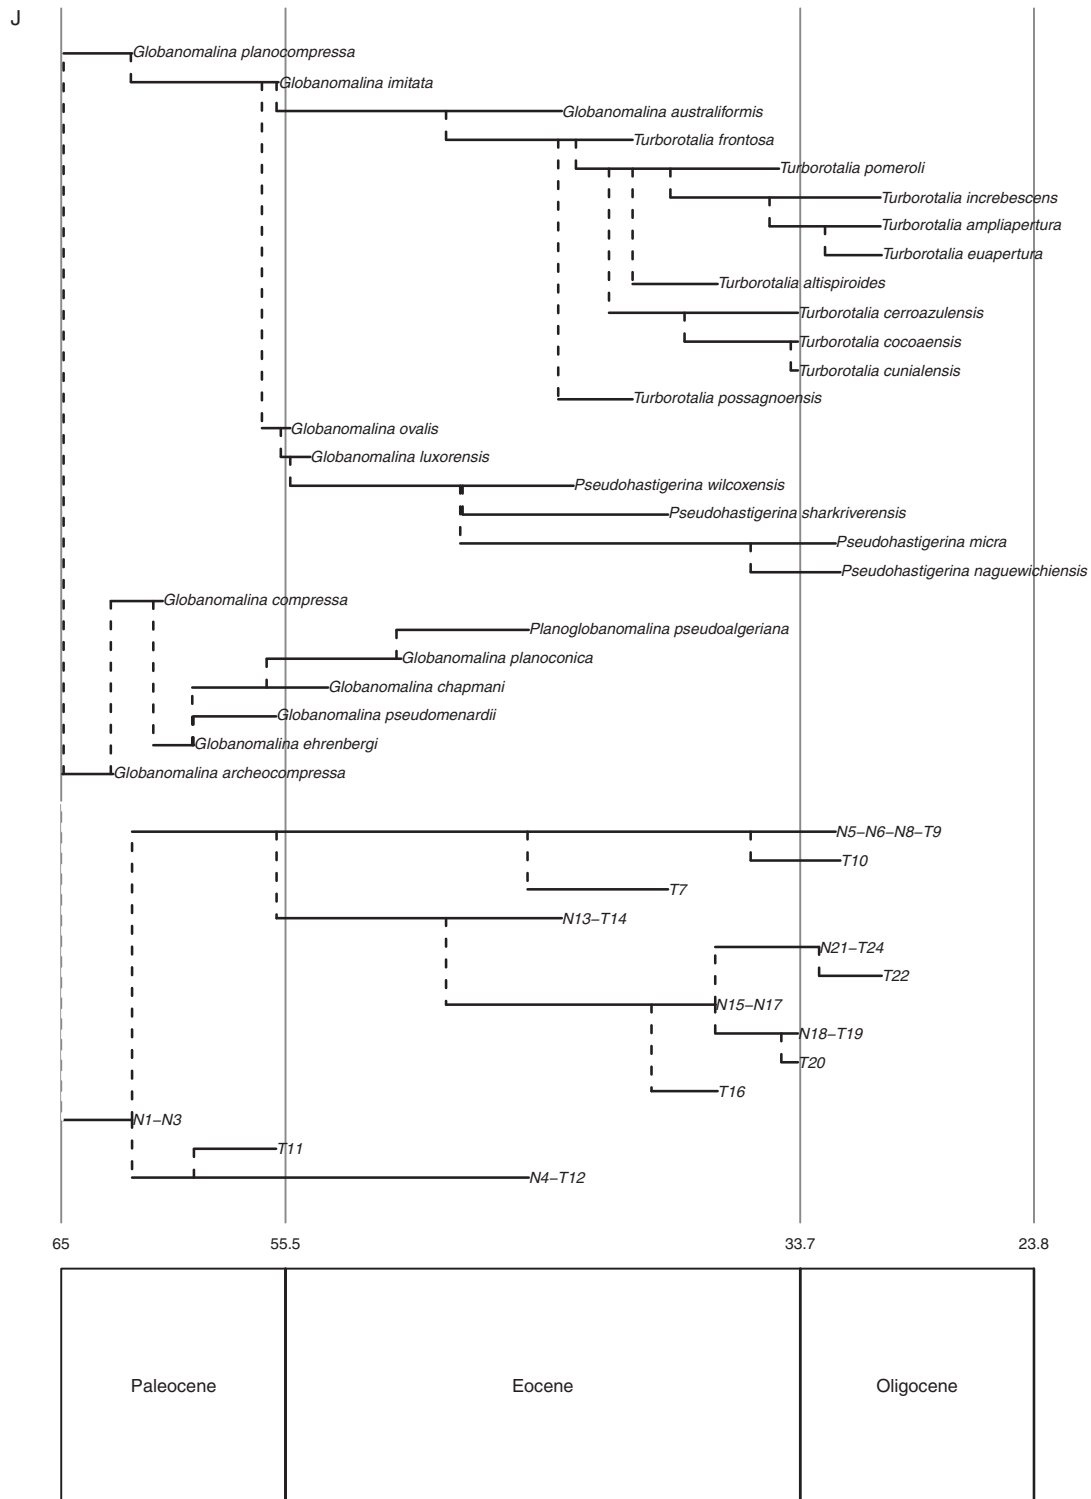 J
Globanomalina planocompressa
Globanomalina imitata
Globanomalina australiformis
Turborotalia frontosa
Turborotalia pomeroli
Turborotalia increbescens
Turborotalia ampliapertura
Turborotalia euapertura
Turborotalia altispiroides
Turborotalia cerroazulensis
Turborotalia cocoaensis
Turborotalia cunialensis
Turborotalia possagnoensis
Globanomalina ovalis
Globanomalina luxorensis
Pseudohastigerina wilcoxensis
Pseudohastigerina sharkriverensis
Pseudohastigerina micra
Pseudohastigerina naguewichiensis
Globanomalina compressa
Planoglobanomalina pseudoalgeriana
Globanomalina planoconica
Globanomalina chapmani
Globanomalina pseudomenardii
Globanomalina ehrenbergi
Globanomalina archeocompressa
N5−N6−N8−T9
T10
T7
N13−T14
N21−T24
T22
N15−N17
N18−T19
T20
T16
N1−N3
T11
N4−T12
65 55.5 33.7 23.8
Paleocene Eocene Oligocene